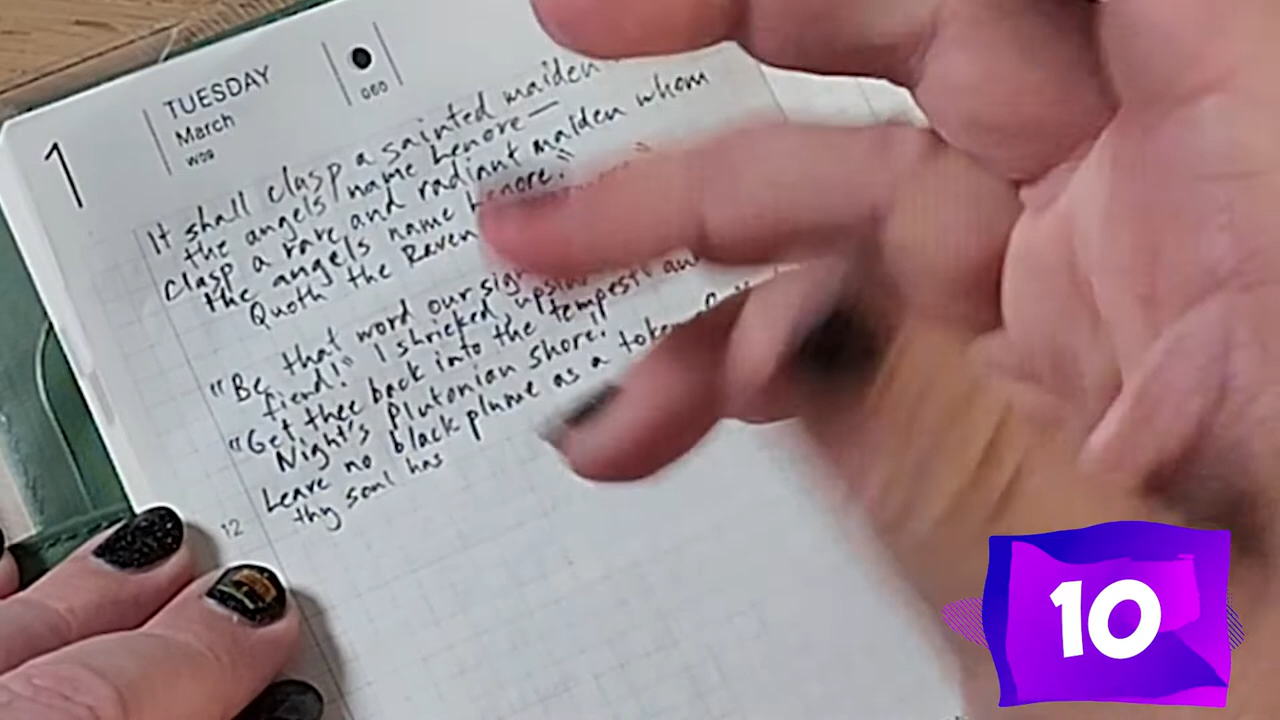 1
TUESDAY
March
W09
060
It shall clasp a sainted maiden
the angels name Lenore—
Clasp a rare and radiant maiden whom
the angels name Lenore."
Quoth the Raven
"Be that word our sign
fiend!" I shrieked,
"Get thee back into the tempest and
Night's Plutonian shore.
Leave no black plume as a token
thy soul has
12
10